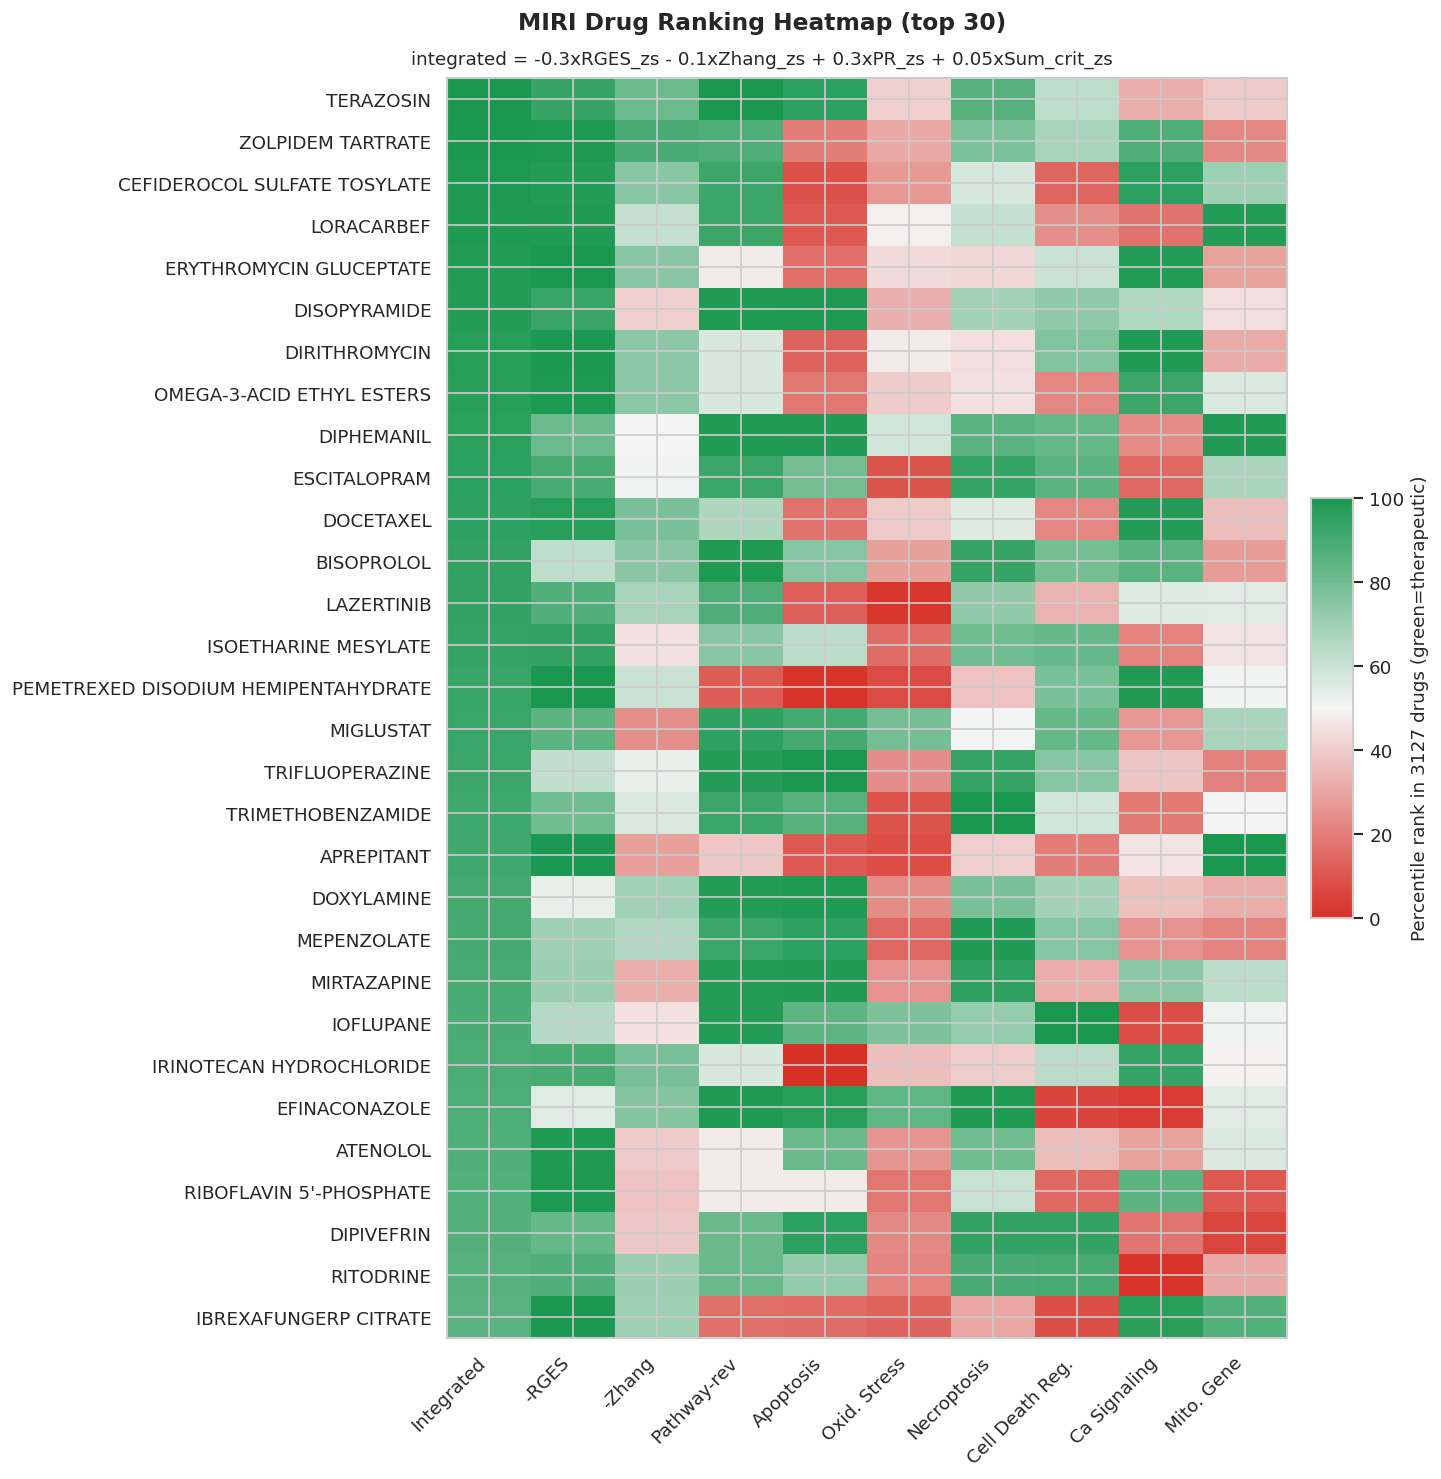 MIRI Drug Ranking Heatmap (top 30)
integrated = -0.3xRGES_zs - 0.1xZhang_zs + 0.3xPR_zs + 0.05xSum_crit_zs
TERAZOSIN
ZOLPIDEM TARTRATE
CEFIDEROCOL SULFATE TOSYLATE
LORACARBEF
ERYTHROMYCIN GLUCEPTATE
DISOPYRAMIDE
DIRITHROMYCIN
OMEGA-3-ACID ETHYL ESTERS
DIPHEMANIL
ESCITALOPRAM
DOCETAXEL
BISOPROLOL
LAZERTINIB
ISOETHARINE MESYLATE
PEMETREXED DISODIUM HEMIPENTAHYDRATE
MIGLUSTAT
TRIFLUOPERAZINE
TRIMETHOBENZAMIDE
APREPITANT
DOXYLAMINE
MEPENZOLATE
MIRTAZAPINE
IOFLUPANE
IRINOTECAN HYDROCHLORIDE
EFINACONAZOLE
ATENOLOL
RIBOFLAVIN 5'-PHOSPHATE
DIPIVEFRIN
RITODRINE
IBREXAFUNGERP CITRATE
Integrated
-RGES
-Zhang
Pathway-rev
Apoptosis
Oxid. Stress
Necroptosis
Cell Death Reg.
Ca Signaling
Mito. Gene
100
80
60
40
20
0
Percentile rank in 3127 drugs (green=therapeutic)